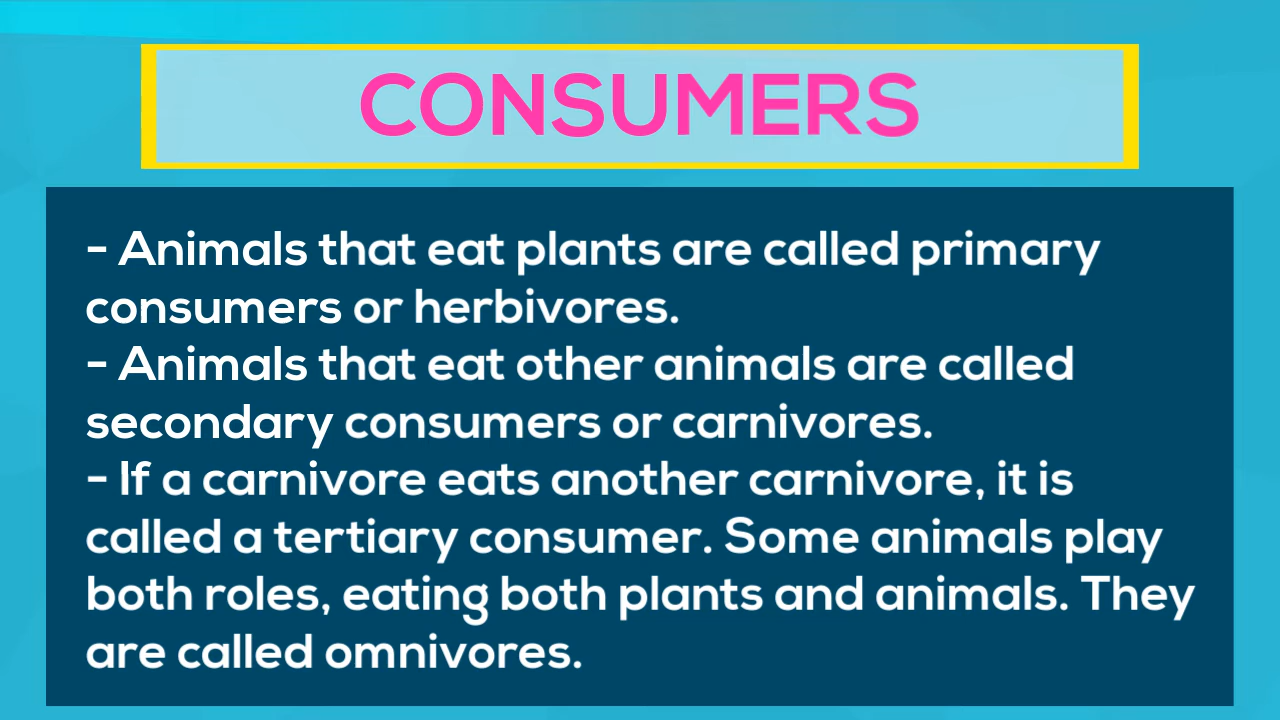 CONSUMERS
- Animals that eat plants are called primary
consumers or herbivores.
- Animals that eat other animals are called
secondary consumers or carnivores.
- If a carnivore eats another carnivore, it is
called a tertiary consumer. Some animals play
both roles, eating both plants and animals. They
are called omnivores.